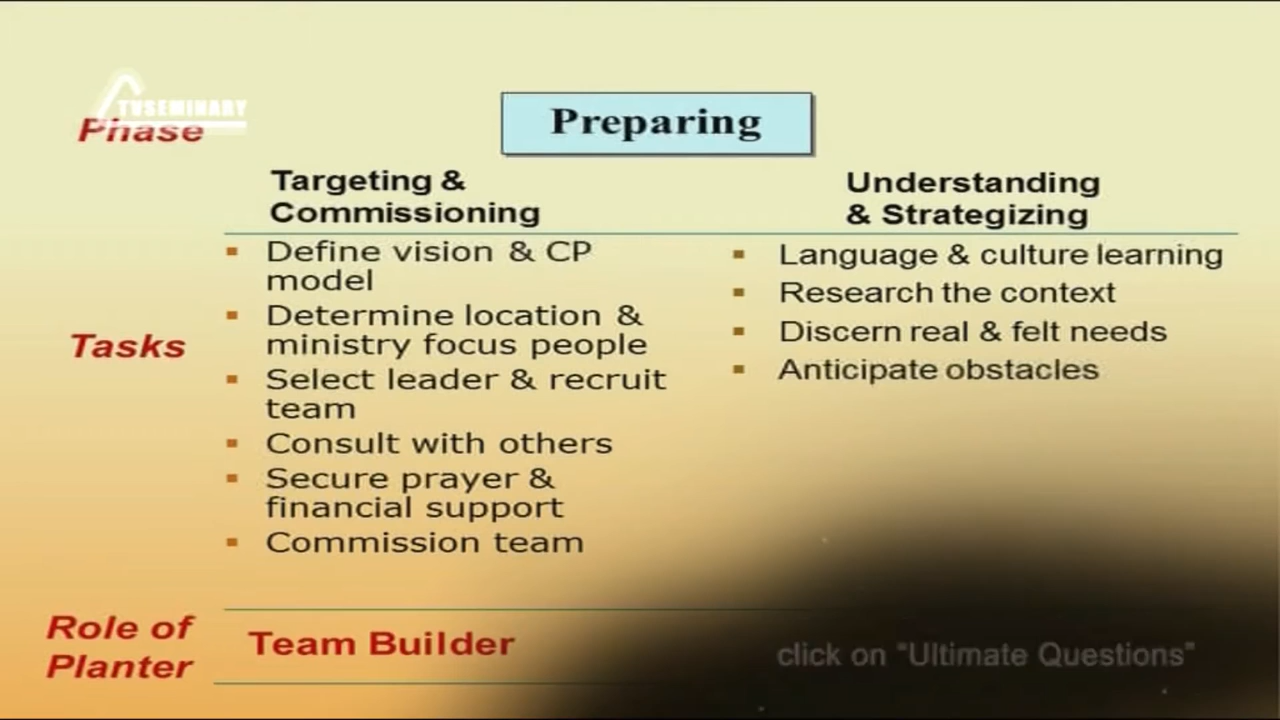 TVSEMINARY
Phase
Preparing
Targeting &
Commissioning
Understanding
& Strategizing
Tasks
Define vision & CP
model
Determine location &
ministry focus people
Select leader & recruit
team
Consult with others
Secure prayer &
financial support
Commission team
Language & culture learning
Research the context
Discern real & felt needs
Anticipate obstacles
Role of
Planter
Team Builder
click on "Ultimate Questions"